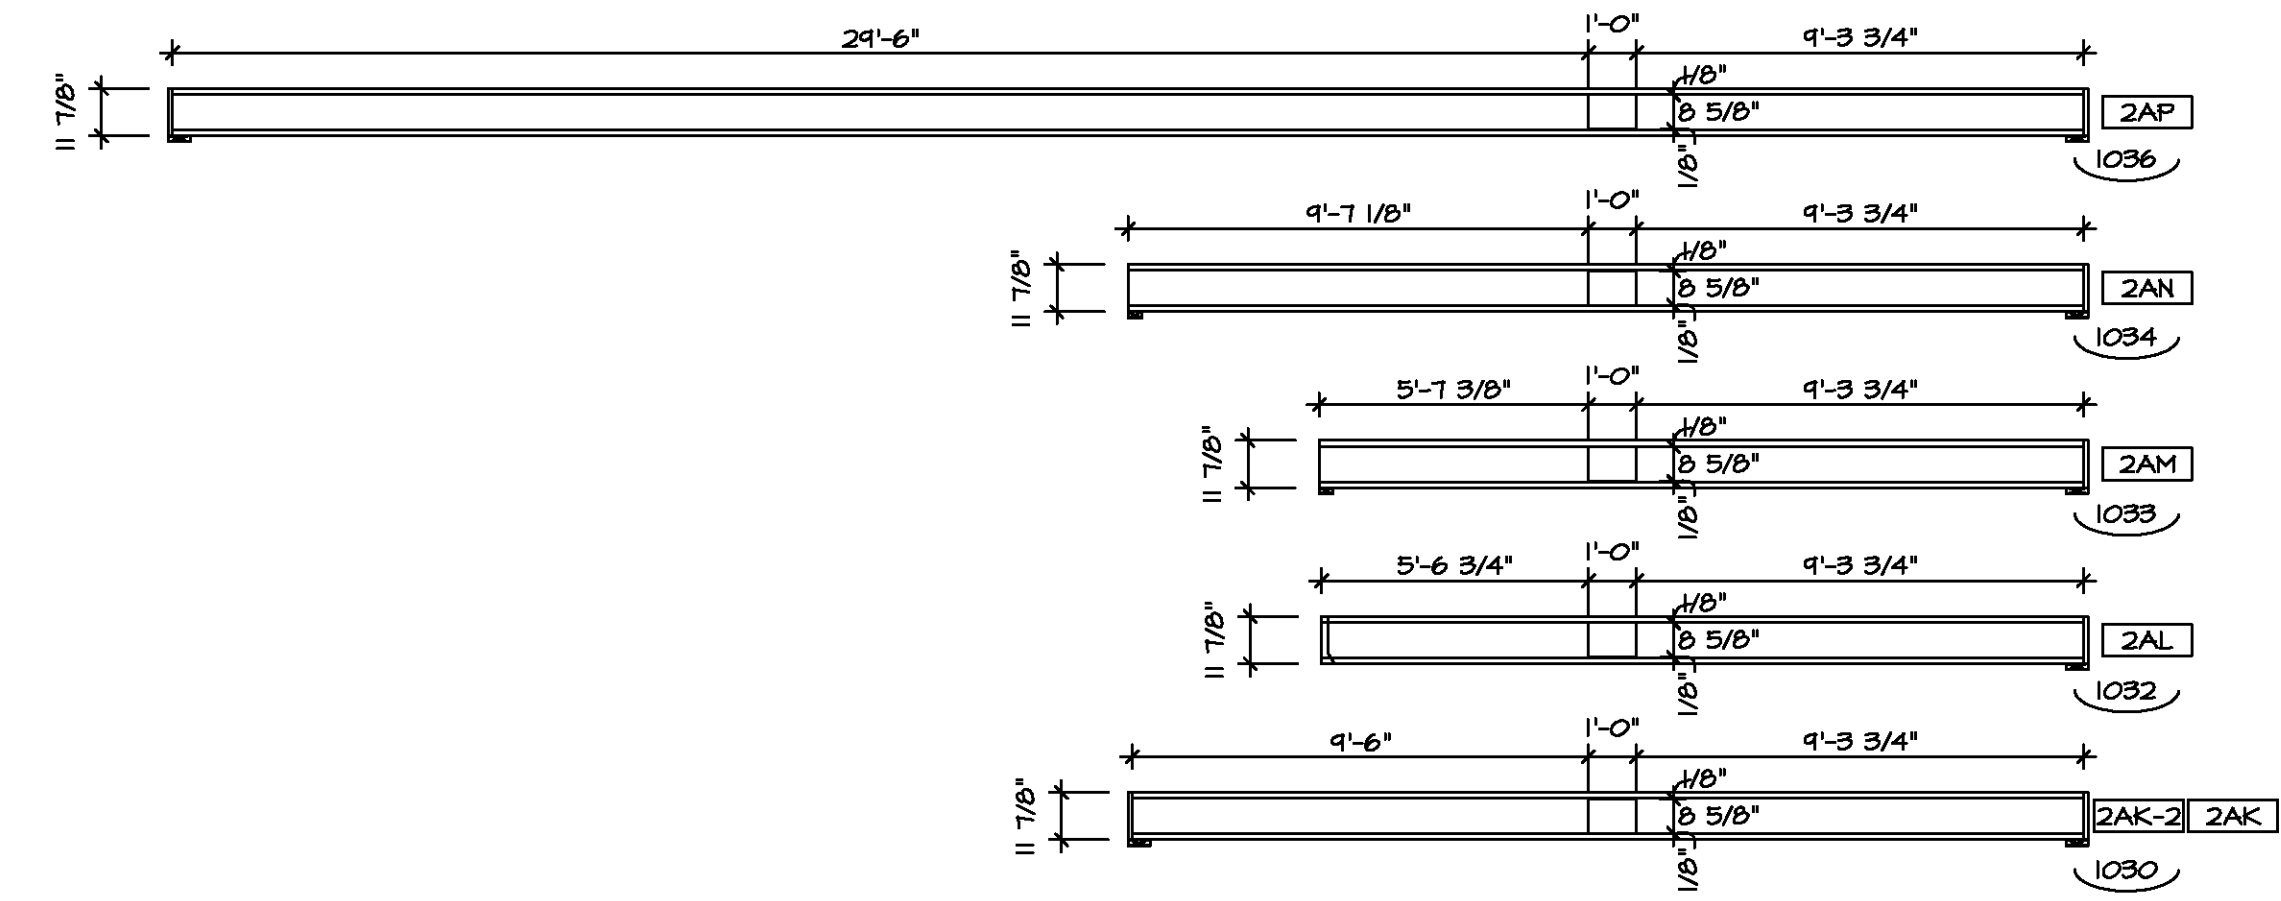 29'-6" 1'-0" 9'-3 3/4"
11 7/8" 1/8" 8 5/8" 1/8" 2AP
1036
9'-7 1/8" 1'-0" 9'-3 3/4"
11 7/8" 1/8" 8 5/8" 1/8" 2AN
1034
5'-7 3/8" 1'-0" 9'-3 3/4"
11 7/8" 1/8" 8 5/8" 1/8" 2AM
1033
5'-6 3/4" 1'-0" 9'-3 3/4"
11 7/8" 1/8" 8 5/8" 1/8" 2AL
1032
9'-6" 1'-0" 9'-3 3/4"
11 7/8" 1/8" 8 5/8" 1/8" 2AK-2 2AK
1030